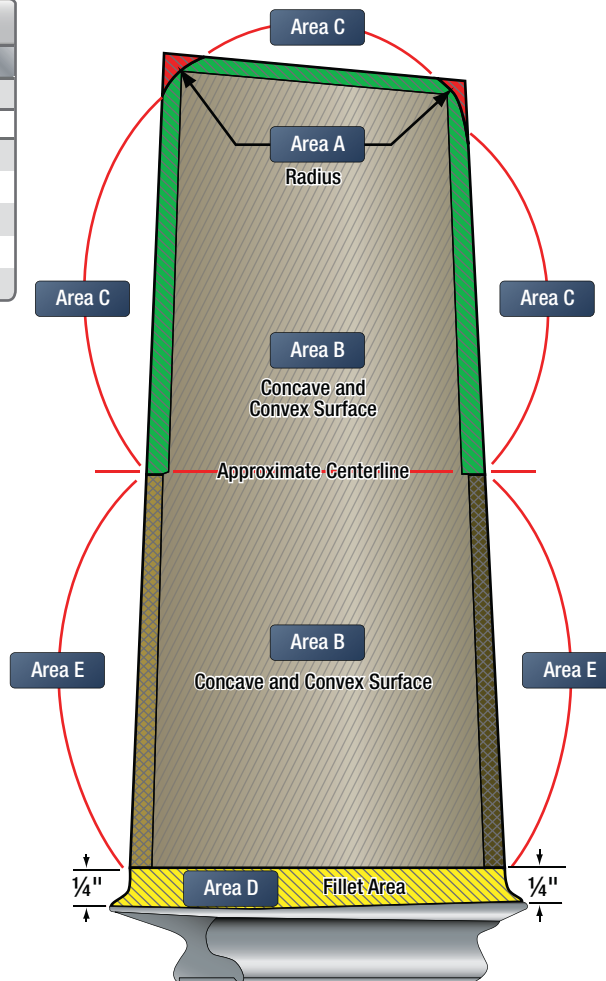 Area C
Area A
Radius
Area C
Area C
Area B
Concave and
Convex Surface
Approximate Centerline
Area B
Concave and Convex Surface
Area E
Area E
¼"
Area D
Fillet Area
¼"